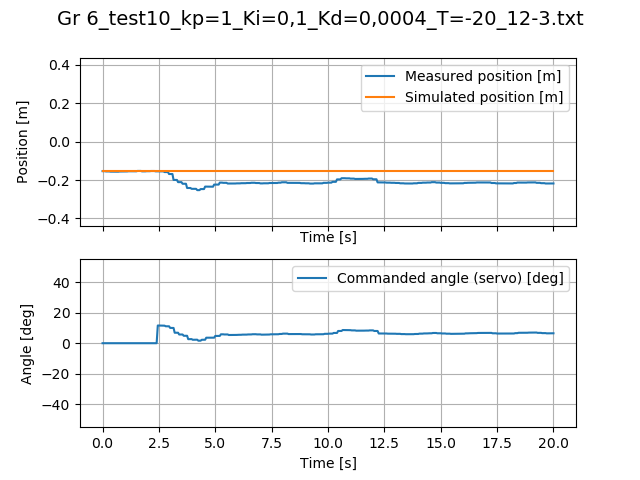 Gr 6_test10_kp=1_Ki=0,1_Kd=0,0004_T=-20_12-3.txt
0.4
0.2
0.0
−0.2
−0.4
Position [m]
Measured position [m]
Simulated position [m]
Time [s]
40
20
0
−20
−40
Angle [deg]
Commanded angle (servo) [deg]
0.0 2.5 5.0 7.5 10.0 12.5 15.0 17.5 20.0
Time [s]